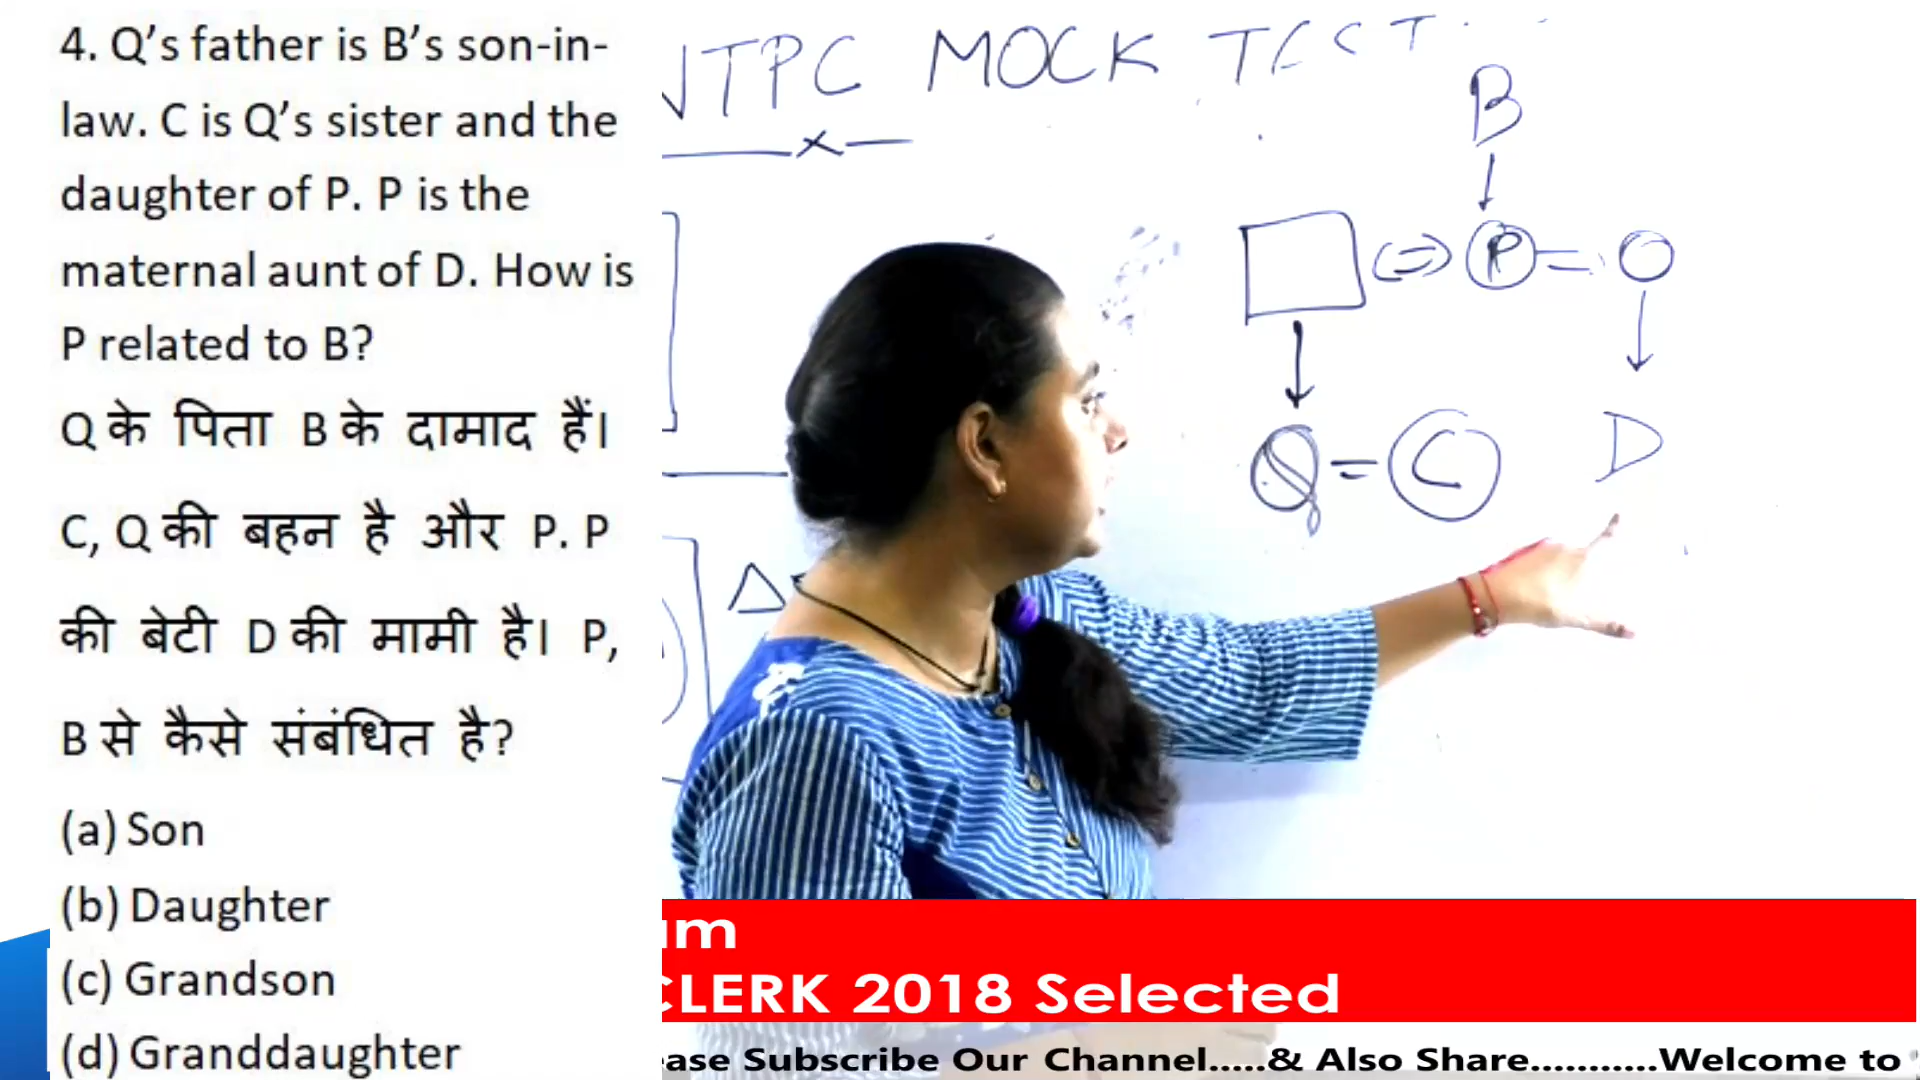 4. Q’s father is B’s son-in-
law. C is Q’s sister and the
daughter of P. P is the
maternal aunt of D. How is
P related to B?
Q के पिता B के दामाद हैं।
C, Q की बहन है और P. P
की बेटी D की मामी है। P,
B से कैसे संबंधित है?
(a) Son
(b) Daughter
(c) Grandson
(d) Granddaughter
NTPC MOCK TEST
B
P
Q = C
D
CLERK 2018 Selected
Subscribe Our Channel.....& Also Share...........Welcome to